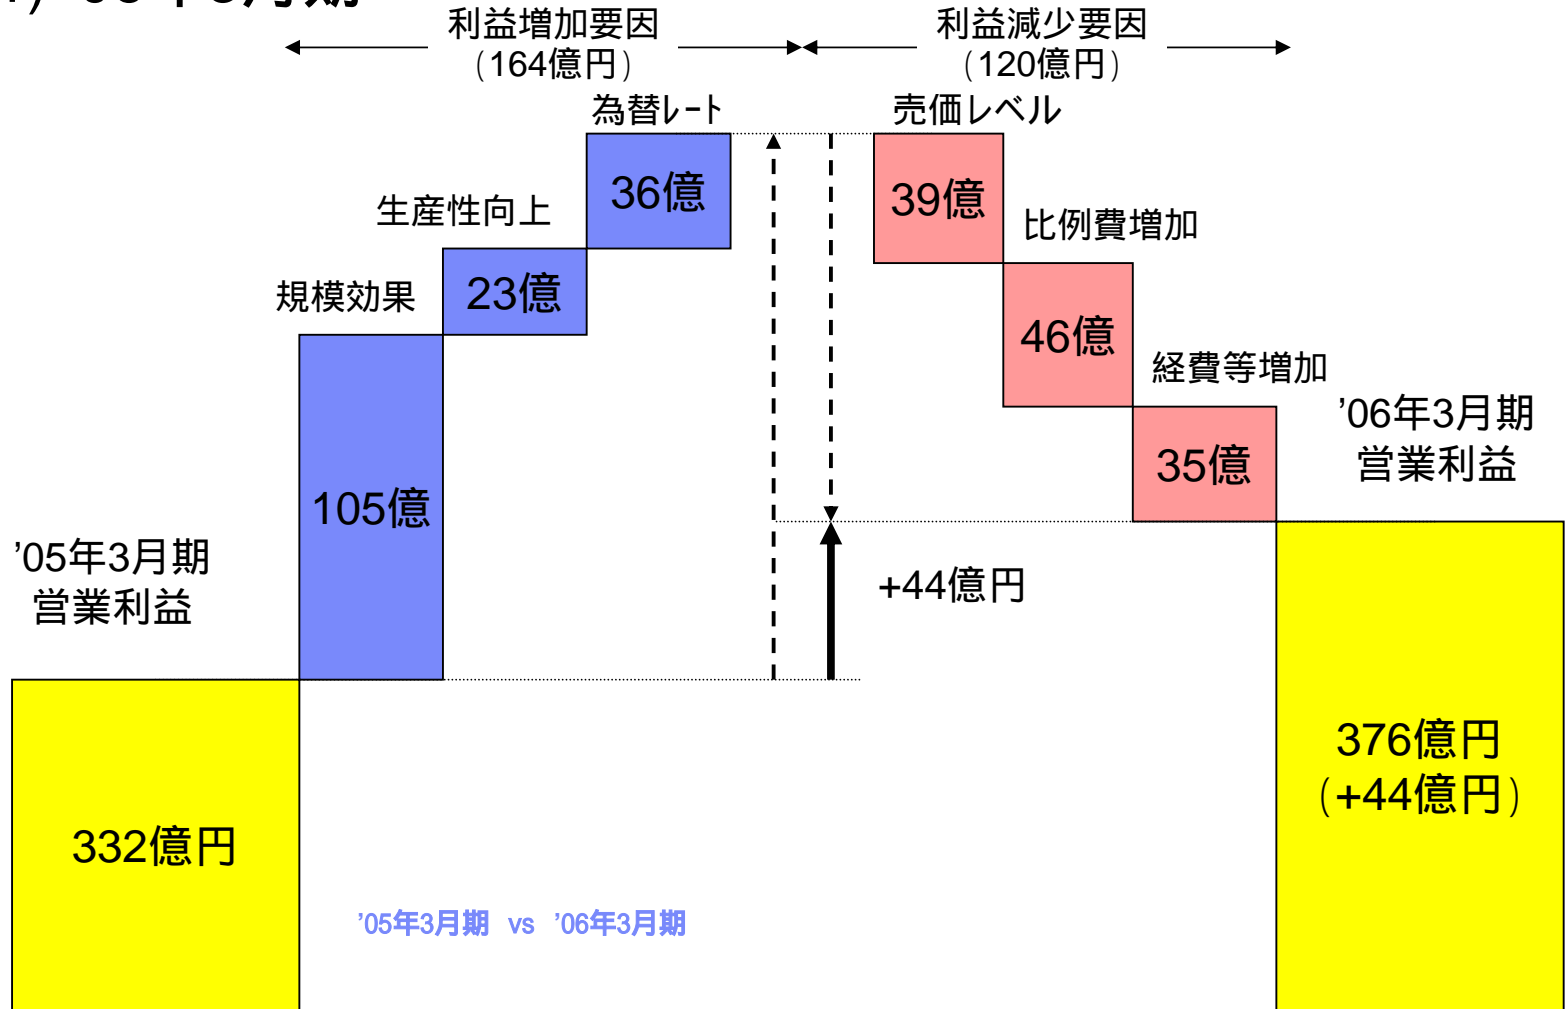 利益増加要因
（164億円）
利益減少要因
（120億円）
為替レート
36億
生産性向上
23億
規模効果
105億
売価レベル
39億
比例費増加
46億
経費等増加
35億
’05年3月期
営業利益
332億円
+44億円
’06年3月期
営業利益
376億円
（+44億円）
’05年3月期 vs ’06年3月期